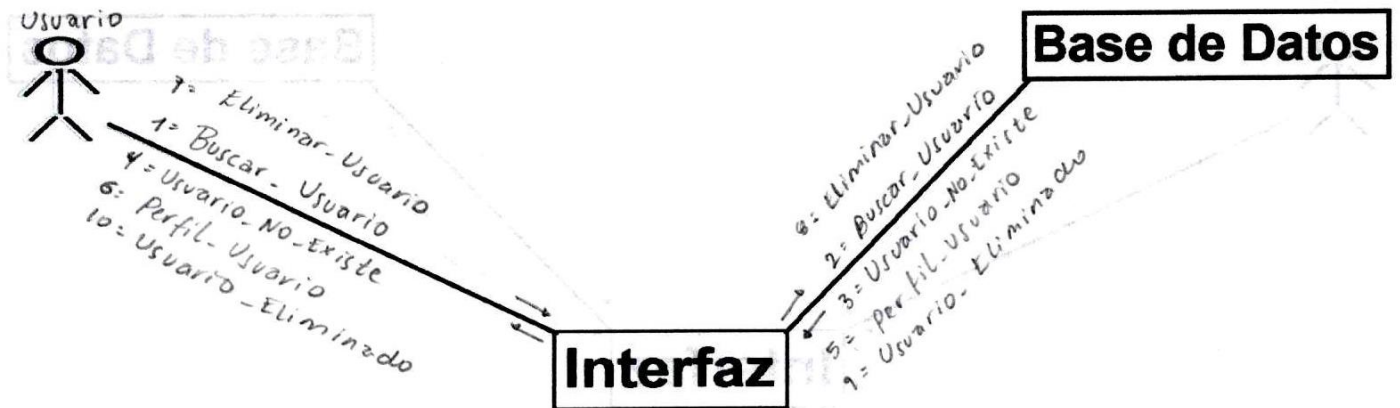 Usuario
Base de Datos
7= Eliminar_Usuario
1= Buscar_Usuario
4= Usuario_No_Existe
6= Perfil_Usuario
10= Usuario_Eliminado
8= Eliminar_Usuario
2= Buscar_Usuario
3= Usuario_No_Existe
5= Perfil_Usuario
9= Usuario_Eliminado
Interfaz